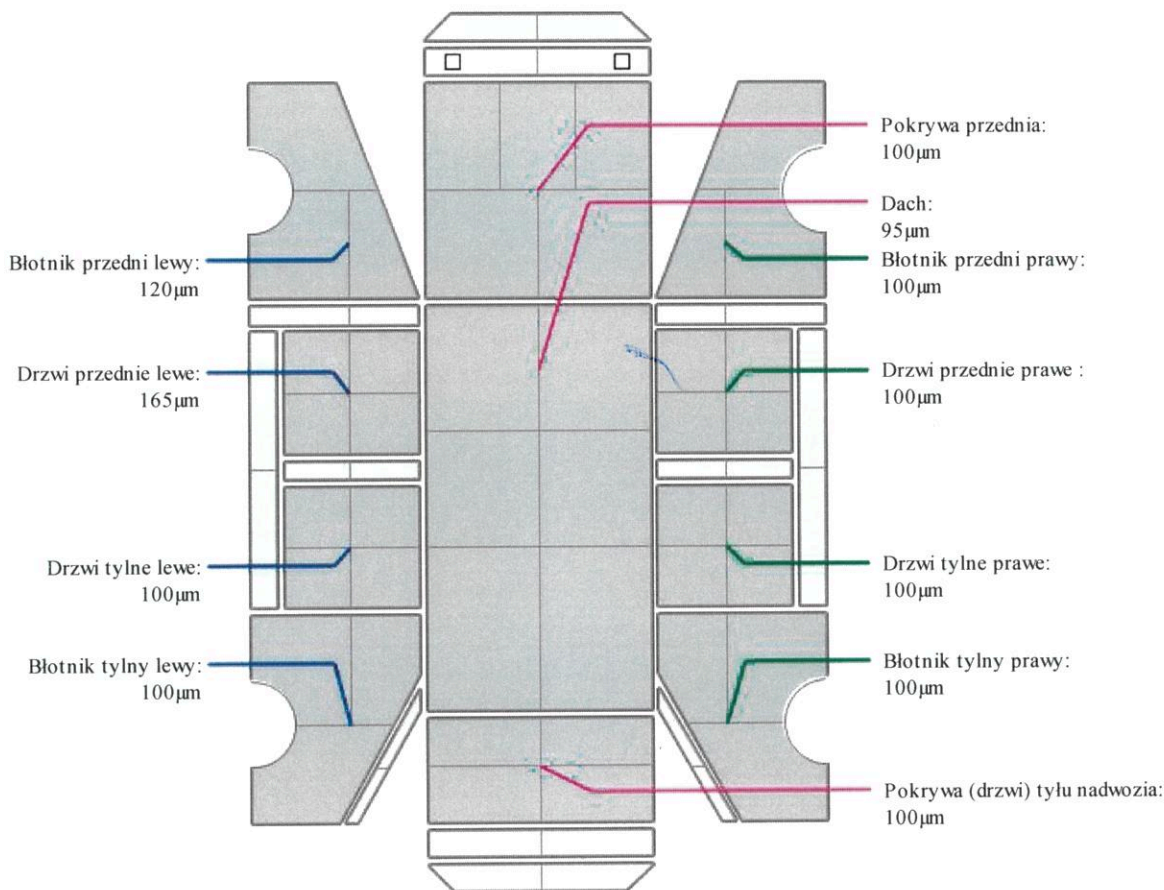 Pokrywa przednia:
100µm
Dach:
95µm
Błotnik przedni lewy:
120µm
Błotnik przedni prawy:
100µm
Drzwi przednie lewe:
165µm
Drzwi przednie prawe :
100µm
Drzwi tylne lewe:
100µm
Drzwi tylne prawe:
100µm
Błotnik tylny lewy:
100µm
Błotnik tylny prawy:
100µm
Pokrywa (drzwi) tyłu nadwozia:
100µm